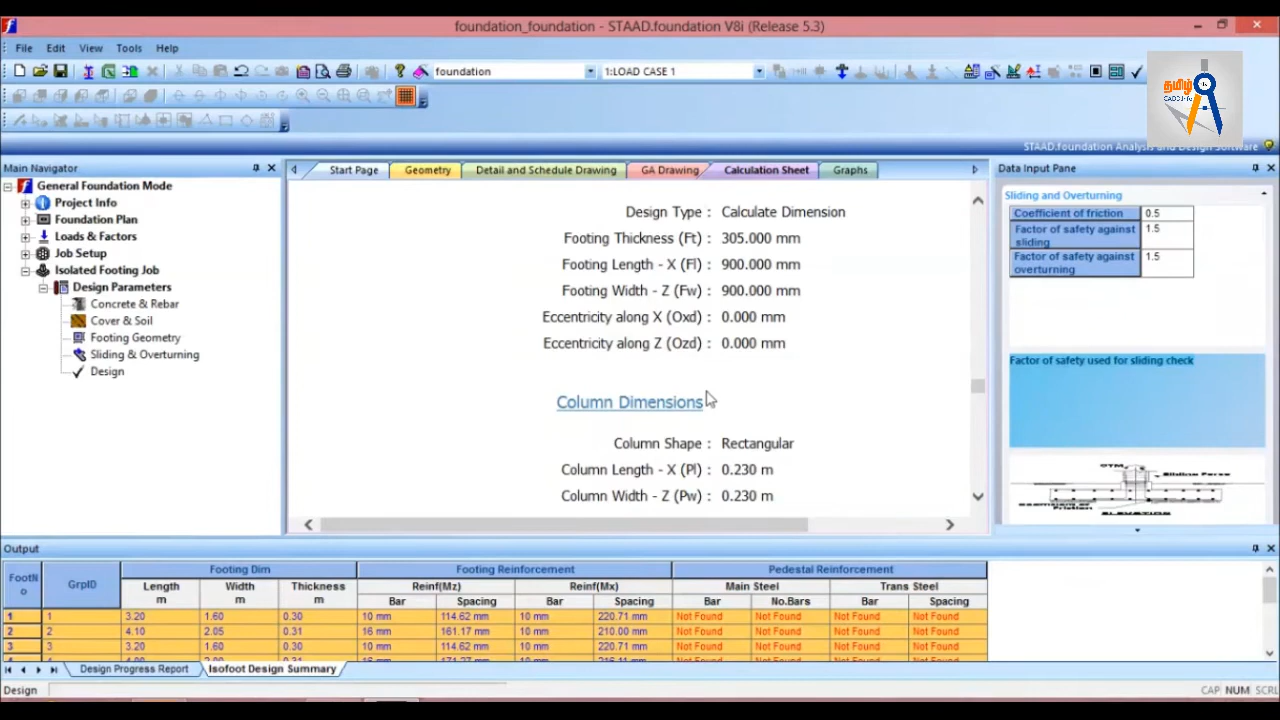 foundation_foundation - STAAD.foundation V8i (Release 5.3)
File Edit View Tools Help
foundation 1:LOAD CASE 1
தமிழ்
STAAD.foundation Analysis and Design Software
Main Navigator
General Foundation Mode
Project Info
Foundation Plan
Loads & Factors
Job Setup
Isolated Footing Job
Design Parameters
Concrete & Rebar
Cover & Soil
Footing Geometry
Sliding & Overturning
Design
Start Page Geometry Detail and Schedule Drawing GA Drawing Calculation Sheet Graphs
Design Type : Calculate Dimension
Footing Thickness (Ft) : 305.000 mm
Footing Length - X (Fl) : 900.000 mm
Footing Width - Z (Fw) : 900.000 mm
Eccentricity along X (Oxd) : 0.000 mm
Eccentricity along Z (Ozd) : 0.000 mm
Column Dimensions
Column Shape : Rectangular
Column Length - X (Pl) : 0.230 m
Column Width - Z (Pw) : 0.230 m
Data Input Pane
Sliding and Overturning
Coefficient of friction 0.5
Factor of safety against sliding 1.5
Factor of safety against overturning 1.5
Factor of safety used for sliding check
OTM
Sliding Force
Coefficient of Friction
ELEVATION
Output
FootNo GrpID Footing Dim Footing Reinforcement Pedestal Reinforcement
Length m Width m Thickness m Reinf(Mz) Reinf(Mx) Main Steel Trans Steel
Bar Spacing Bar Spacing Bar No.Bars Bar Spacing
1 1 3.20 1.60 0.30 10 mm 114.62 mm 10 mm 220.71 mm Not Found Not Found Not Found Not Found
2 2 4.10 2.05 0.31 16 mm 161.17 mm 10 mm 210.00 mm Not Found Not Found Not Found Not Found
3 3 3.20 1.60 0.30 10 mm 114.62 mm 10 mm 220.71 mm Not Found Not Found Not Found Not Found
Design Progress Report Isofoot Design Summary
Design CAP NUM SCRL